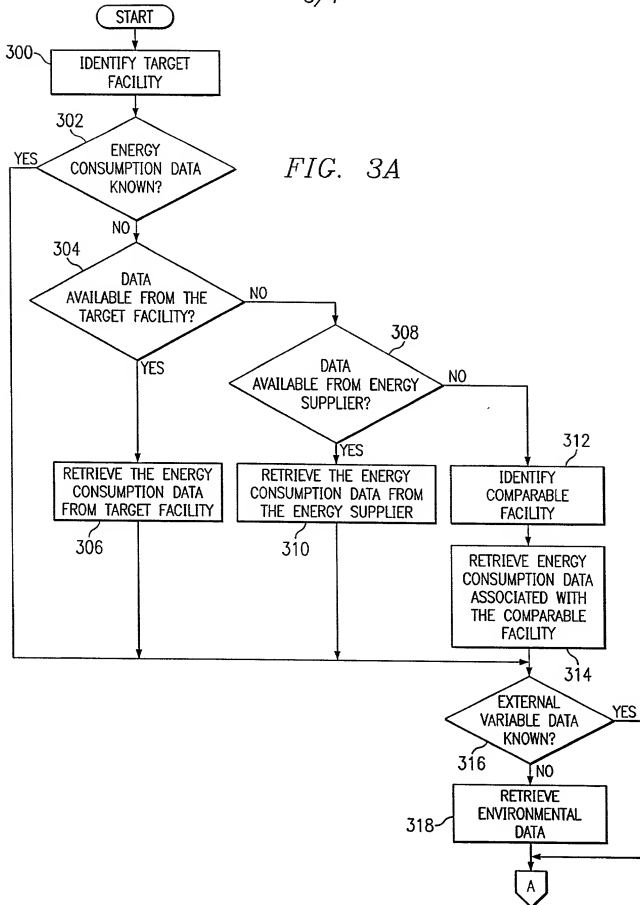 START
300
IDENTIFY TARGET
FACILITY
302
YES
ENERGY
CONSUMPTION DATA
KNOWN?
FIG. 3A
NO
304
DATA
AVAILABLE FROM THE
TARGET FACILITY?
NO
308
YES
DATA
AVAILABLE FROM ENERGY
SUPPLIER?
NO
YES
312
RETRIEVE THE ENERGY
CONSUMPTION DATA
FROM TARGET FACILITY
306
RETRIEVE THE ENERGY
CONSUMPTION DATA FROM
THE ENERGY SUPPLIER
310
IDENTIFY
COMPARABLE
FACILITY
RETRIEVE ENERGY
CONSUMPTION DATA
ASSOCIATED WITH
THE COMPARABLE
FACILITY
314
EXTERNAL
VARIABLE DATA
KNOWN?
YES
316
NO
318
RETRIEVE
ENVIRONMENTAL
DATA
A